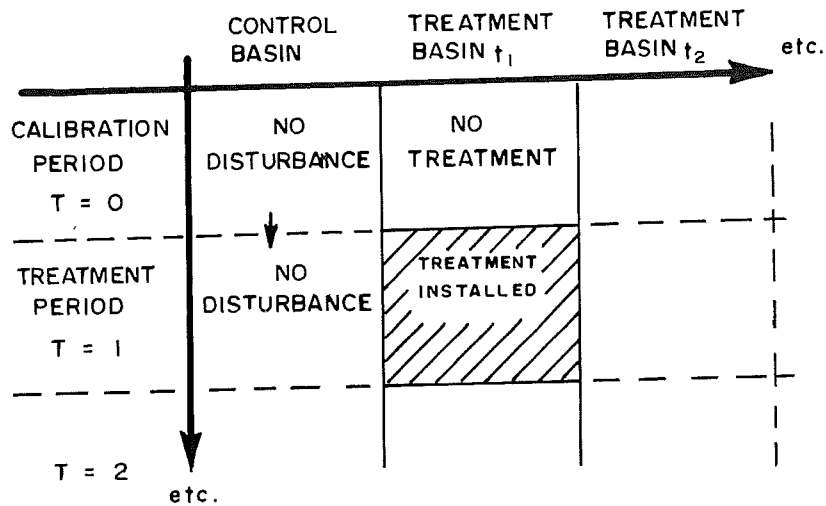 CONTROL BASIN
TREATMENT BASIN t1
TREATMENT BASIN t2
etc.
CALIBRATION PERIOD
T = 0
NO DISTURBANCE
NO TREATMENT
TREATMENT PERIOD
T = 1
NO DISTURBANCE
TREATMENT INSTALLED
T = 2
etc.